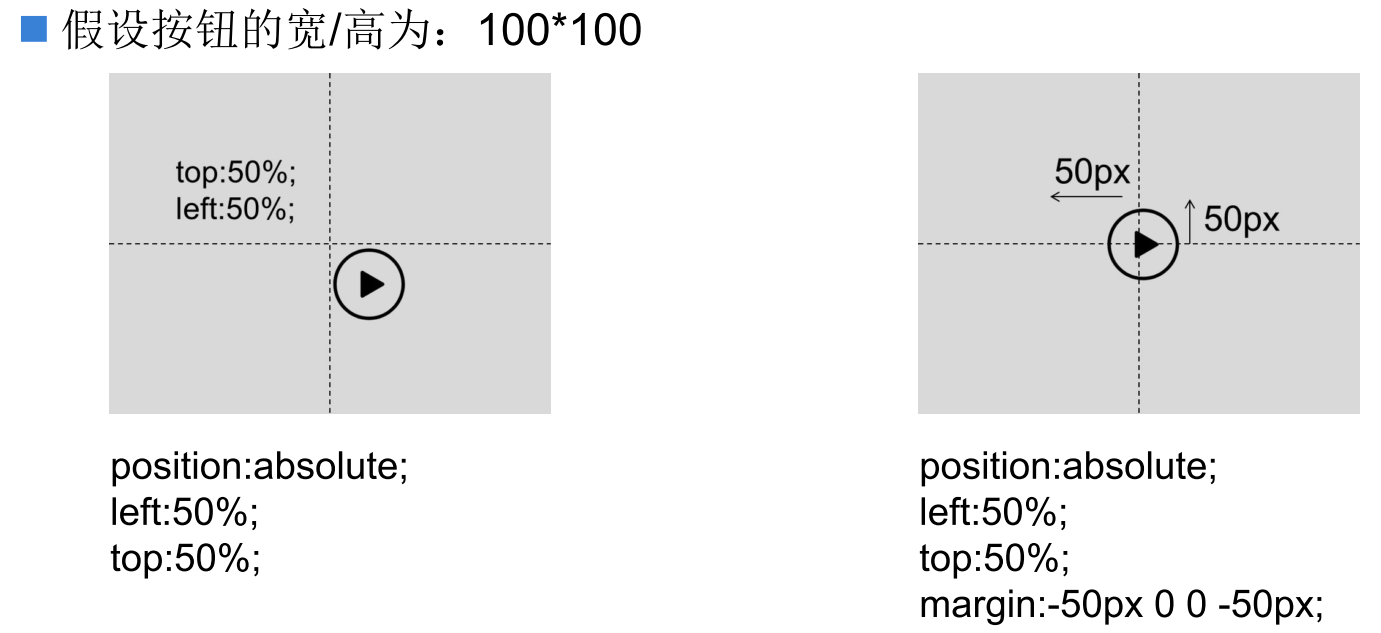 假设按钮的宽/高为：100*100
top:50%;
left:50%;
position:absolute;
left:50%;
top:50%;
50px
50px
position:absolute;
left:50%;
top:50%;
margin:-50px 0 0 -50px;